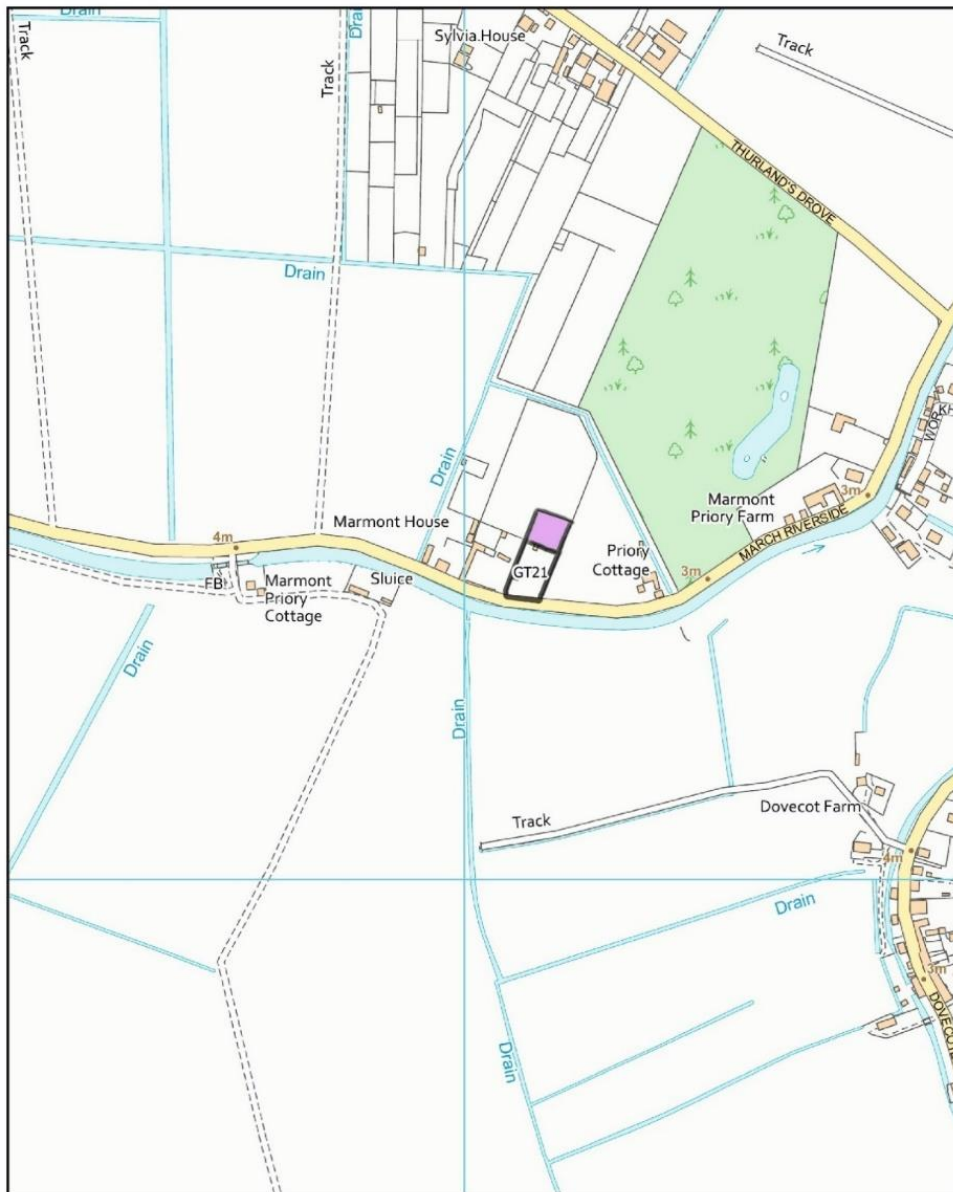 Drain
Drain
Track
Track
Sylvia House
Track
THURLAND'S DROVE
Drain
Drain
Marmont House
Marmont
Priory Farm
3m
MARCH RIVERSIDE
4m
FB
Marmont
Priory
Cottage
Sluice
GT21
Priory
Cottage
3m
Drain
Drain
Track
Dovecot Farm
4m
Drain
3m
Drain